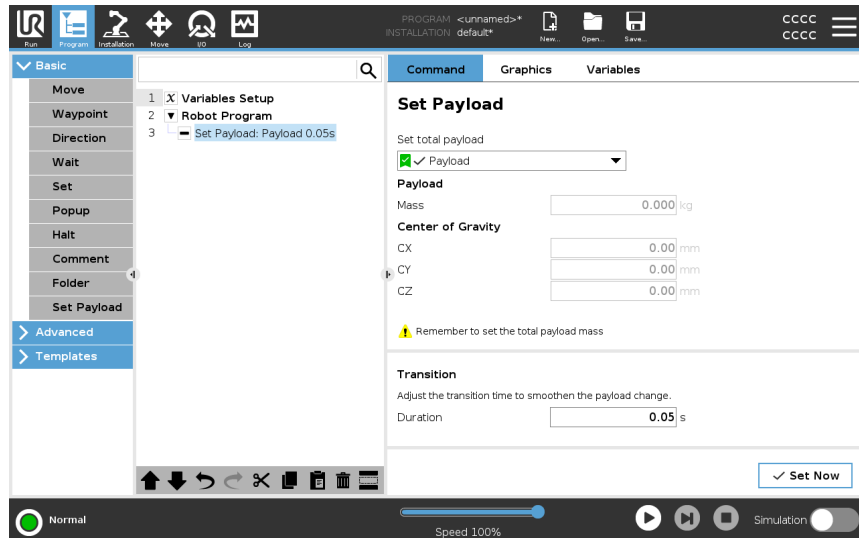 PROGRAM <unnamed>*
INSTALLATION default*
CCCC
CCCC
UR
Run
Program
Installation
Move
I/O
Log
New...
Open...
Save...
Basic
Move
Waypoint
Direction
Wait
Set
Popup
Halt
Comment
Folder
Set Payload
Advanced
Templates
1 X Variables Setup
2 Robot Program
3 Set Payload: Payload 0.05s
Command Graphics Variables
Set Payload
Set total payload
Payload
Payload
Mass 0.000 kg
Center of Gravity
CX 0.00 mm
CY 0.00 mm
CZ 0.00 mm
Remember to set the total payload mass
Transition
Adjust the transition time to smoothen the payload change.
Duration 0.05 s
Set Now
Normal
Speed 100%
Simulation